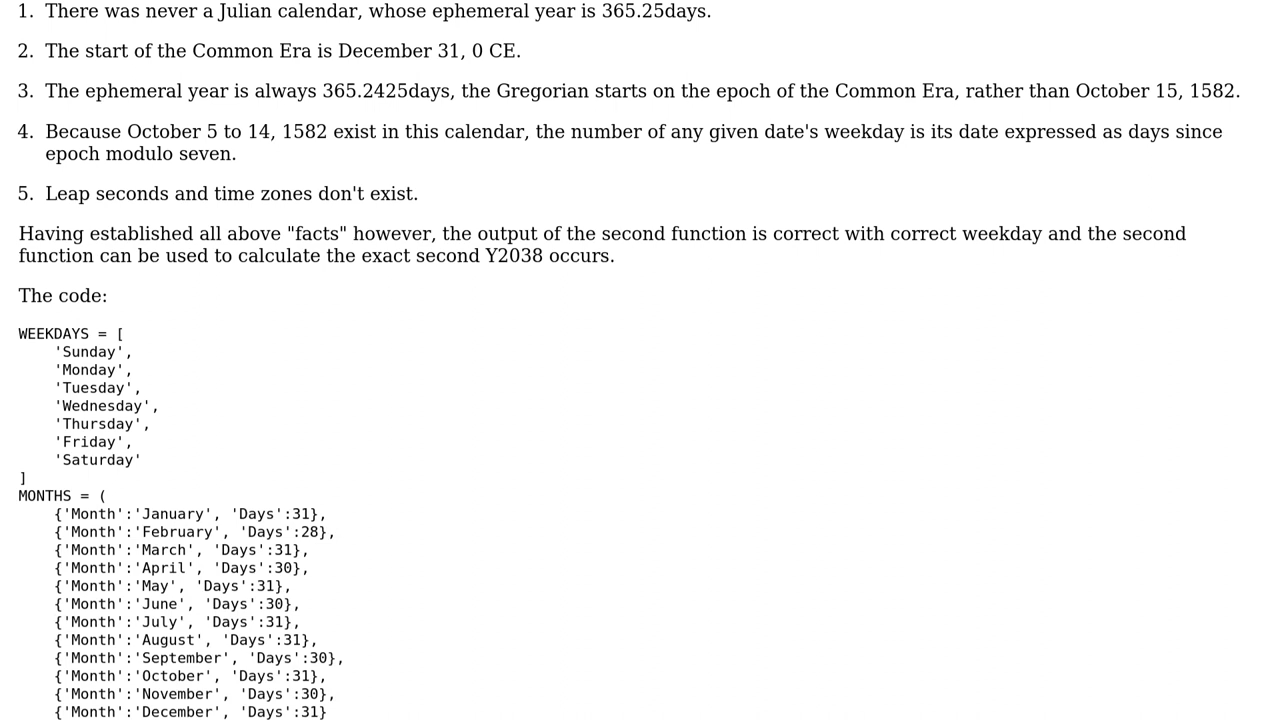 1. There was never a Julian calendar, whose ephemeral year is 365.25days.
2. The start of the Common Era is December 31, 0 CE.
3. The ephemeral year is always 365.2425days, the Gregorian starts on the epoch of the Common Era, rather than October 15, 1582.
4. Because October 5 to 14, 1582 exist in this calendar, the number of any given date's weekday is its date expressed as days since
epoch modulo seven.
5. Leap seconds and time zones don't exist.
Having established all above "facts" however, the output of the second function is correct with correct weekday and the second
function can be used to calculate the exact second Y2038 occurs.
The code:
WEEKDAYS = [
    'Sunday',
    'Monday',
    'Tuesday',
    'Wednesday',
    'Thursday',
    'Friday',
    'Saturday'
]
MONTHS = (
    {'Month':'January', 'Days':31},
    {'Month':'February', 'Days':28},
    {'Month':'March', 'Days':31},
    {'Month':'April', 'Days':30},
    {'Month':'May', 'Days':31},
    {'Month':'June', 'Days':30},
    {'Month':'July', 'Days':31},
    {'Month':'August', 'Days':31},
    {'Month':'September', 'Days':30},
    {'Month':'October', 'Days':31},
    {'Month':'November', 'Days':30},
    {'Month':'December', 'Days':31}